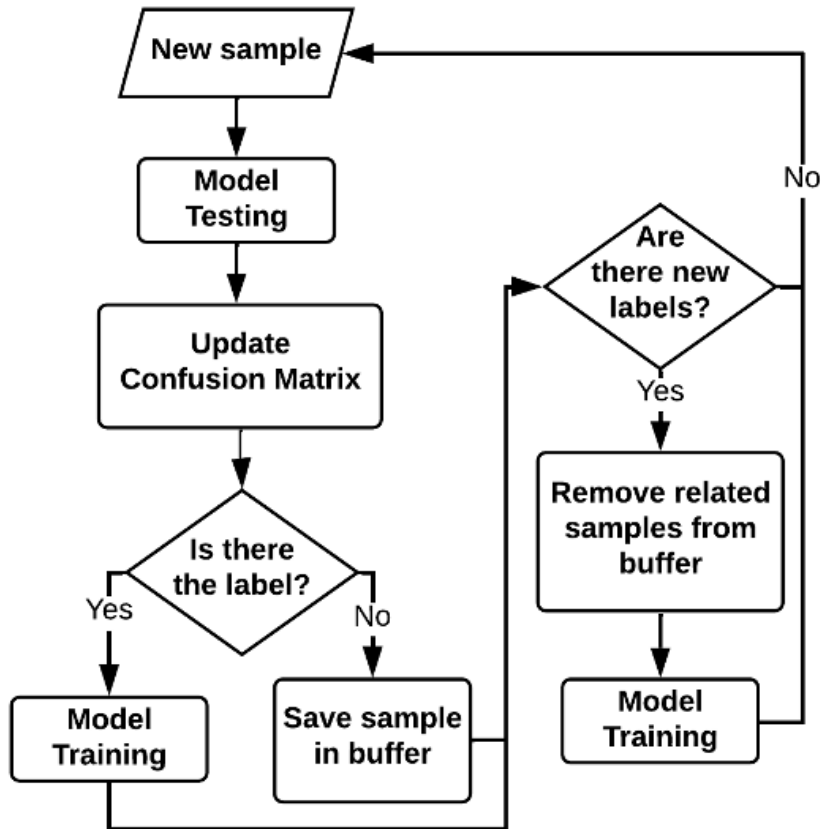 New sample
Model
Testing
Update
Confusion Matrix
Is there
the label?
Yes
No
Model
Training
Save sample
in buffer
Are
there new
labels?
No
Yes
Remove related
samples from
buffer
Model
Training